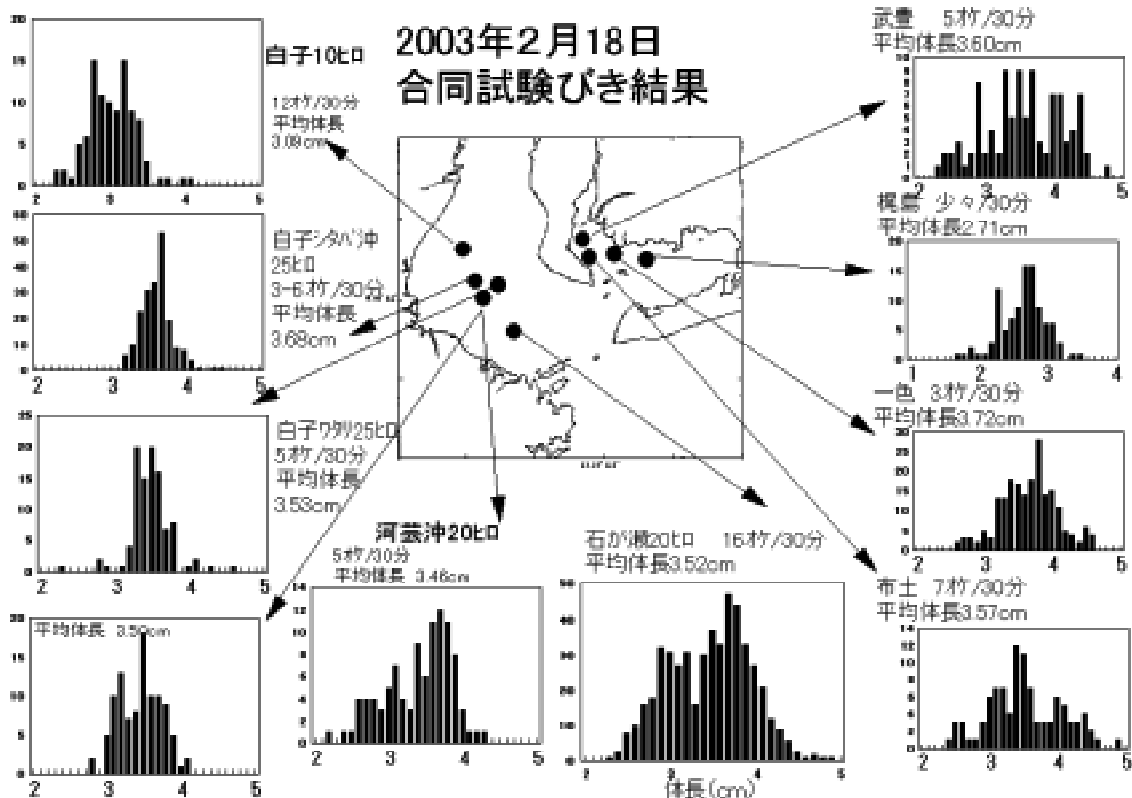 2003年2月18日
合同試験びき結果
白子10ﾋﾛ
12ｵｹ/30分
平均体長
3.09cm
白子ｼﾀﾊﾞﾐ沖
25ﾋﾛ
3-6ｵｹ/30分
平均体長
3.68cm
白子ﾜﾀﾘ25ﾋﾛ
5ｵｹ/30分
平均体長
3.53cm
平均体長 3.50cm
河芸沖20ﾋﾛ
5ｵｹ/30分
平均体長 3.46cm
石が瀬20ﾋﾛ 16ｵｹ/30分
平均体長3.52cm
体長(cm)
武豊 5ｵｹ/30分
平均体長3.60cm
梶島 少々/30分
平均体長2.71cm
一色 3ｵｹ/30分
平均体長3.72cm
布土 7ｵｹ/30分
平均体長3.57cm